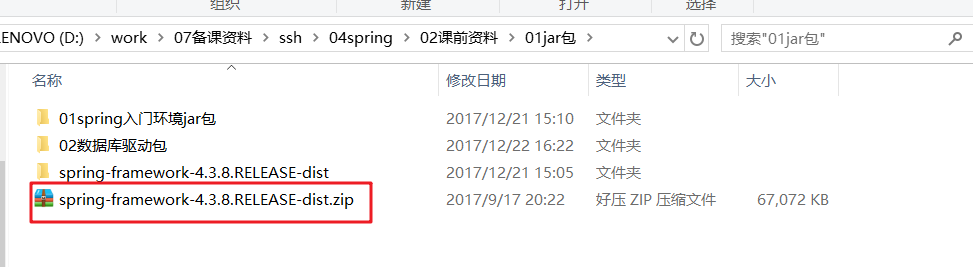 组织 新建 打开 选择
LENOVO (D:) › work › 07备课资料 › ssh › 04spring › 02课前资料 › 01jar包 › 搜索"01jar包"
名称 修改日期 类型 大小
01spring入门环境jar包 2017/12/21 15:10 文件夹
02数据库驱动包 2017/12/22 16:22 文件夹
spring-framework-4.3.8.RELEASE-dist 2017/12/21 15:05 文件夹
spring-framework-4.3.8.RELEASE-dist.zip 2017/9/17 20:22 好压 ZIP 压缩文件 67,072 KB